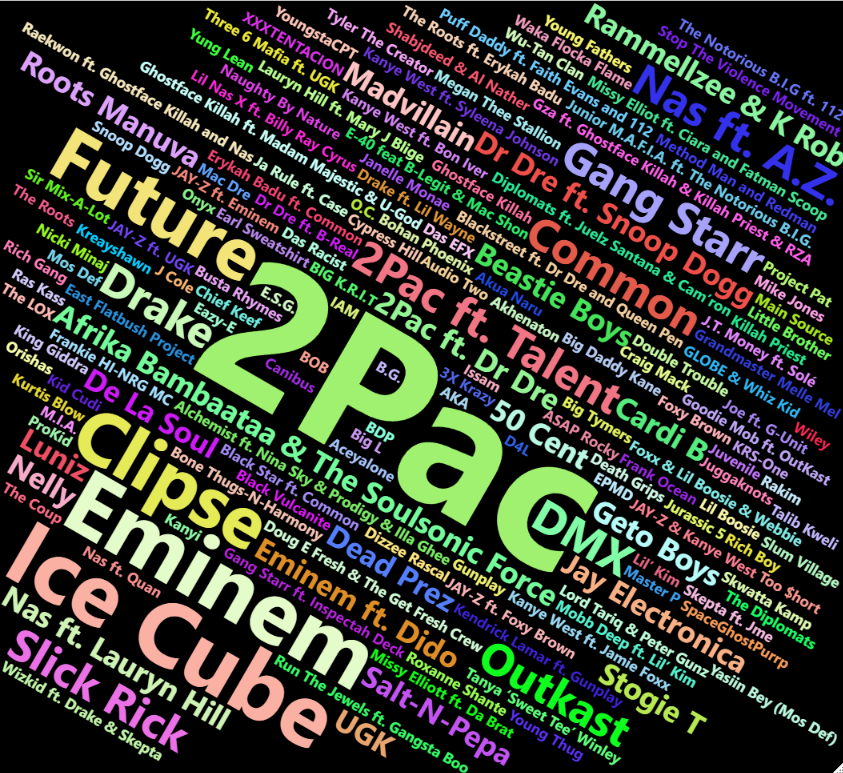 The Notorious B.I.G ft. 112
Stop The Violence Movement
Rammellzee & K Rob
Nas ft. A.Z.
Young Fathers
Waka Flocka Flame
Puff Daddy ft. Faith Evans and 112
Wu-Tan Clan
Missy Elliot ft. Ciara and Fatman Scoop
Method Man and Redman
The Roots ft. Erykah Badu
Junior M.A.F.I.A. ft. The Notorious B.I.G.
Tyler The Creator
Shabjdeed & Al Nather
Gza ft. Ghostface Killah & Killah Priest & RZA
YoungstaCPT
Megan Thee Stallion
Gang Starr
XXXTENTACION
Kanye West ft. Syleena Johnson
Three 6 Mafia ft. UGK
Madvillain
Dr Dre ft. Snoop Dogg
Diplomats ft. Juelz Santana & Cam'ron
Project Pat
Mike Jones
Main Source
Little Brother
Killah Priest
Yung Lean
Lauryn Hill ft. Mary J Blige
Kanye West ft. Bon Iver
Ghostface Killah
Common
Naughty By Nature
E-40 feat B-Legit & Mac Shon
Blackstreet ft. Dr Dre and Queen Pen
J.T. Money ft. Solé
Grandmaster Melle Mel
Lil Nas X ft. Billy Ray Cyrus
Janelle Monae
Das EFX
Beastie Boys
GLOBE & Whiz Kid
Ghostface Killah ft. Madam Majestic & U-God
Drake ft. Lil Wayne
O.C.
Bohan Phoenix
Akua Naru
Double Trouble
Craig Mack
Raekwon ft. Ghostface Killah and Nas
Ja Rule ft. Case
Cypress Hill
Audio Two
Akhenaton
Big Daddy Kane
Joe ft. G-Unit
Goodie Mob ft. OutKast
Wiley
Roots Manuva
Erykah Badu ft. Common
2Pac ft. Talent
Foxy Brown
KRS-One
Snoop Dogg
Mac Dre
Dr Dre ft. B-Real
Das Racist
BIG K.R.I.T
2Pac ft. Dr Dre
Issam
Cardi B
Juvenile
Rakim
Talib Kweli
JAY-Z ft. Eminem
Onyx
Earl Sweatshirt
IAM
3X Krazy
Big Tymers
Juggaknots
Future
E.S.G
B.G.
AKA
50 Cent
A$AP Rocky
Foxx & Lil Boosie & Webbie
Frank Ocean
Lil Boosie
Slum Village
Sir Mix-A-Lot
The Roots
JAY-Z ft. UGK
Busta Rhymes
2Pac
D4L
Death Grips
Jurassic 5
Rich Boy
Kreayshawn
J Cole
Chief Keef
Eazy-E
BOB
Canibus
EPMD
JAY Z & Kanye West
Too $hort
Nicki Minaj
Mos Def
Drake
BDP
Big L
DMX
Geto Boys
Skwatta Kamp
Rich Gang
Ras Kass
East Flatbush Project
Aceyalone
Lil' Kim
Skepta ft. Jme
The Diplomats
The LOX
Afrika Bambaataa & The Soulsonic Force
Master P
SpaceGhostPurrp
Frankie HI-NRG MC
King Giddra
De La Soul
Alchemist ft. Nina Sky & Prodigy & Illa Ghee
Jay Electronica
Orishas
Kid Cudi
Black Star ft. Common
Gunplay
Lord Tariq & Peter Gunz
Yasiin Bey (Mos Def)
Kurtis Blow
Clipse
Bone Thugs-N-Harmony
Black Vulcanite
Dizzee Rascal
JAY-Z ft. Foxy Brown
Kanye West ft. Jamie Foxx
Mobb Deep ft. Lil' Kim
M.I.A.
ProKid
Luniz
Doug E Fresh & The Get Fresh Crew
Dead Prez
Kendrick Lamar ft. Gunplay
Stogie T
Nelly
Kanyi
Eminem
Eminem ft. Dido
Outkast
The Coup
Nas ft. Quan
Gang Starr ft. Inspectah Deck
Roxanne Shante
Tanya 'Sweet Tee' Winley
Ice Cube
Missy Elliott ft. Da Brat
Young Thug
Nas ft. Lauryn Hill
Salt-N-Pepa
Run The Jewels ft. Gangsta Boo
Slick Rick
UGK
Wizkid ft. Drake & Skepta